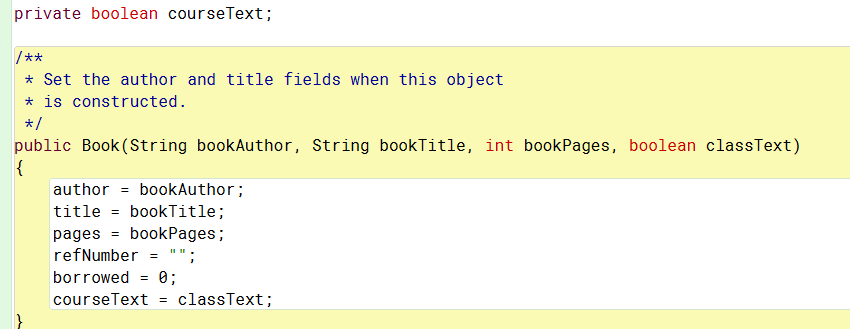 private boolean courseText;
/**
* Set the author and title fields when this object
* is constructed.
*/
public Book(String bookAuthor, String bookTitle, int bookPages, boolean classText)
{
author = bookAuthor;
title = bookTitle;
pages = bookPages;
refNumber = "";
borrowed = 0;
courseText = classText;
}